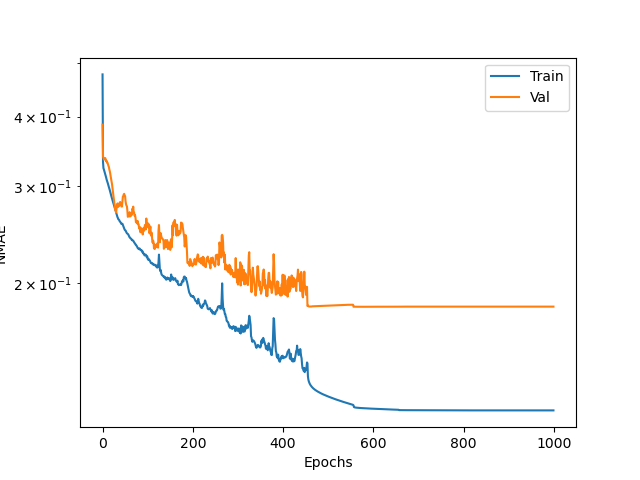 Train
Val
4 × 10⁻¹
3 × 10⁻¹
2 × 10⁻¹
NMAE
0 200 400 600 800 1000
Epochs